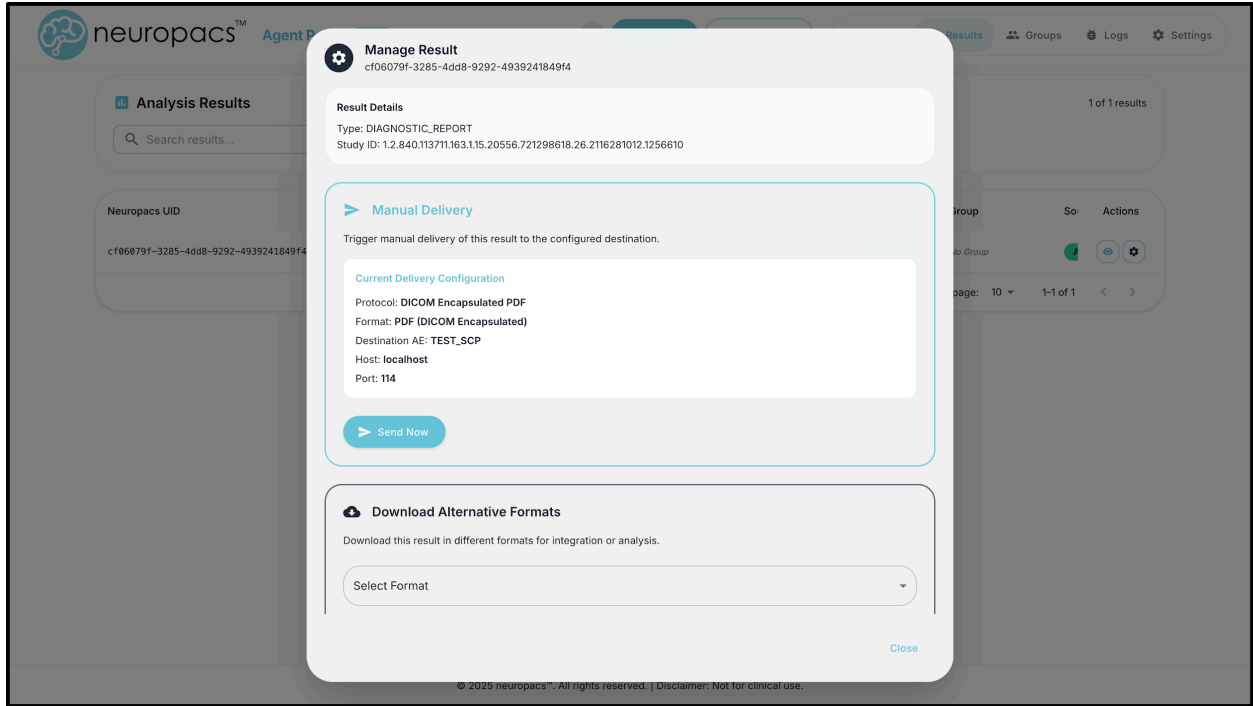 neuropacs™ Agent
Results Groups Logs Settings
Manage Result
cf06079f-3285-4dd8-9292-4939241849f4
Analysis Results
1 of 1 results
Search results...
Result Details
Type: DIAGNOSTIC_REPORT
Study ID: 1.2.840.113711.163.1.15.20556.721298618.26.2116281012.1256610
Neuropacs UID
Group
So
Actions
cf06079f-3285-4dd8-9292-4939241849f4
No Group
page: 10
1–1 of 1
Manual Delivery
Trigger manual delivery of this result to the configured destination.
Current Delivery Configuration
Protocol: DICOM Encapsulated PDF
Format: PDF (DICOM Encapsulated)
Destination AE: TEST_SCP
Host: localhost
Port: 114
Send Now
Download Alternative Formats
Download this result in different formats for integration or analysis.
Select Format
Close
© 2025 neuropacs™. All rights reserved. | Disclaimer: Not for clinical use.